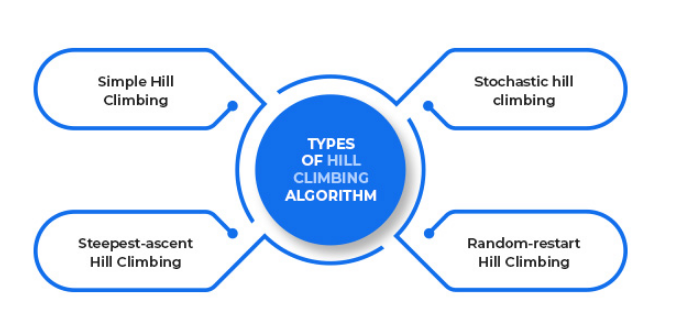 Simple Hill
Climbing
Stochastic hill
climbing
TYPES
OF HILL
CLIMBING
ALGORITHM
Steepest-ascent
Hill Climbing
Random-restart
Hill Climbing